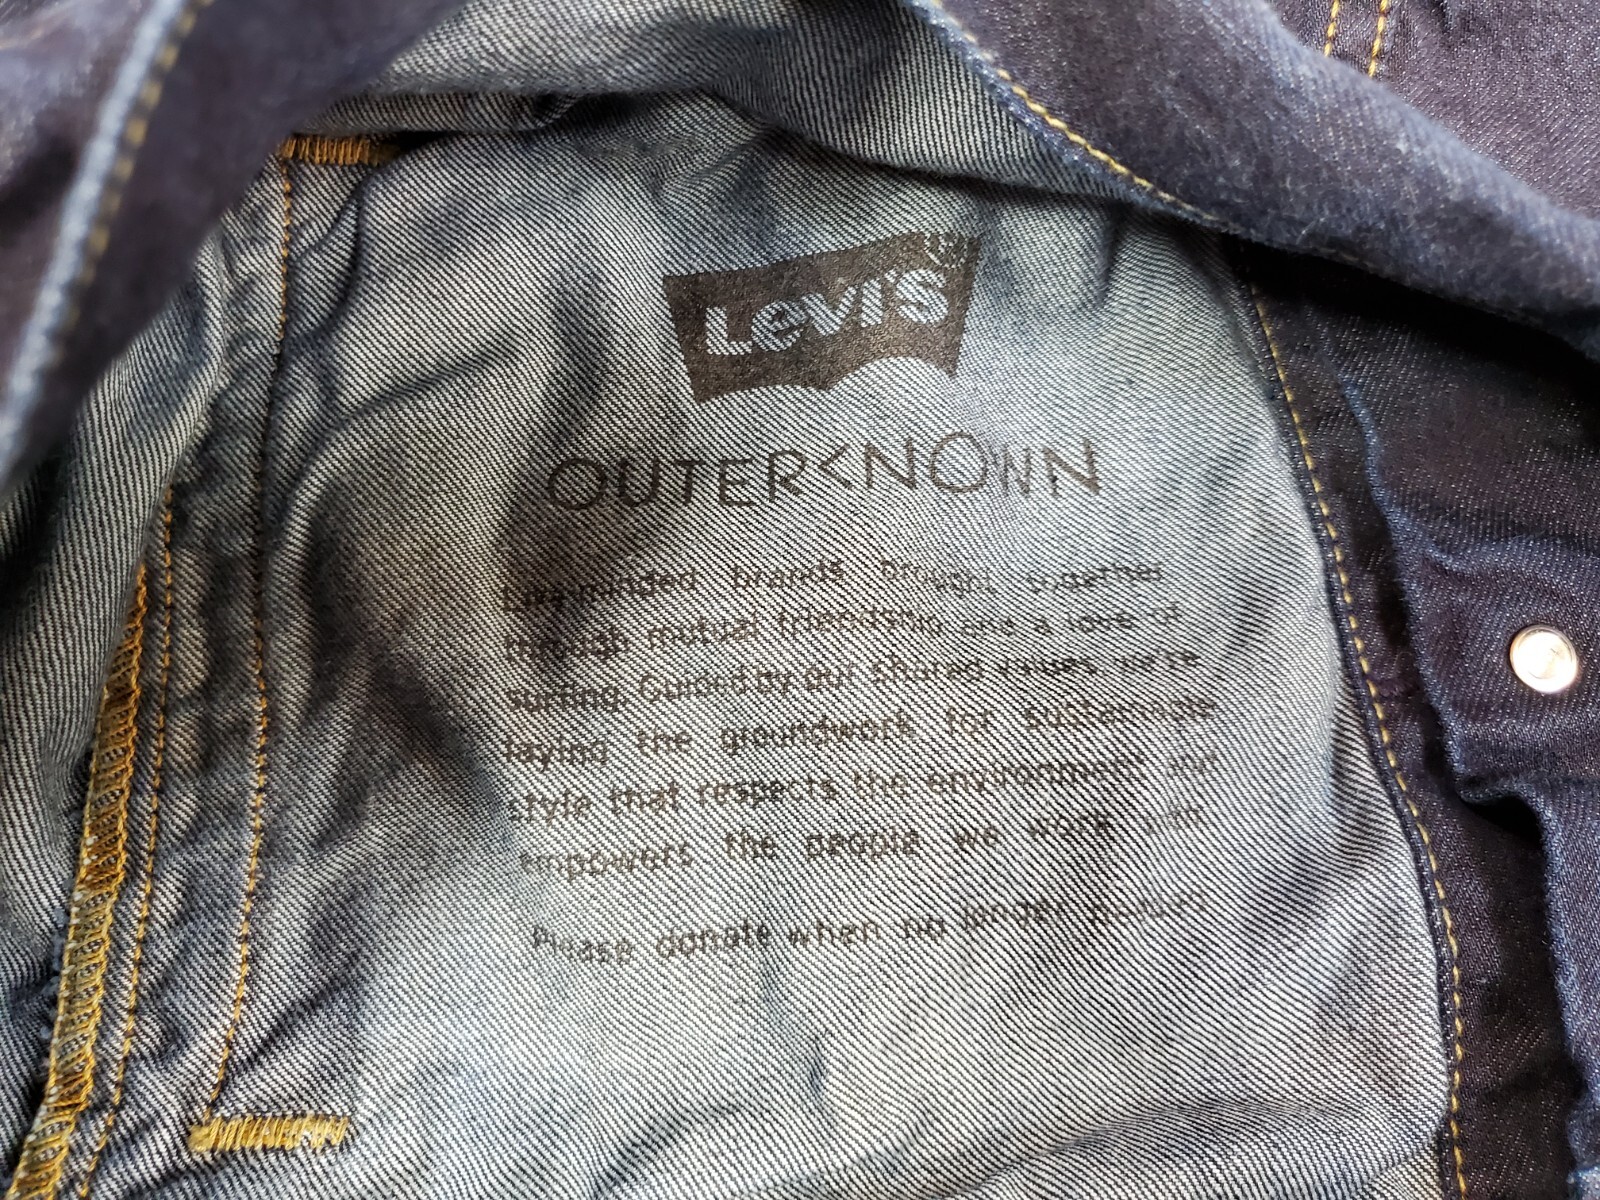 Levi's
OUTERKNOWN
Like minded brands brought together
through mutual friendship and a love of
surfing. Guided by our shared values, we're
laying the groundwork for sustainable
style that respects the environment and
empowers the people we work with.
Please donate when no longer needed